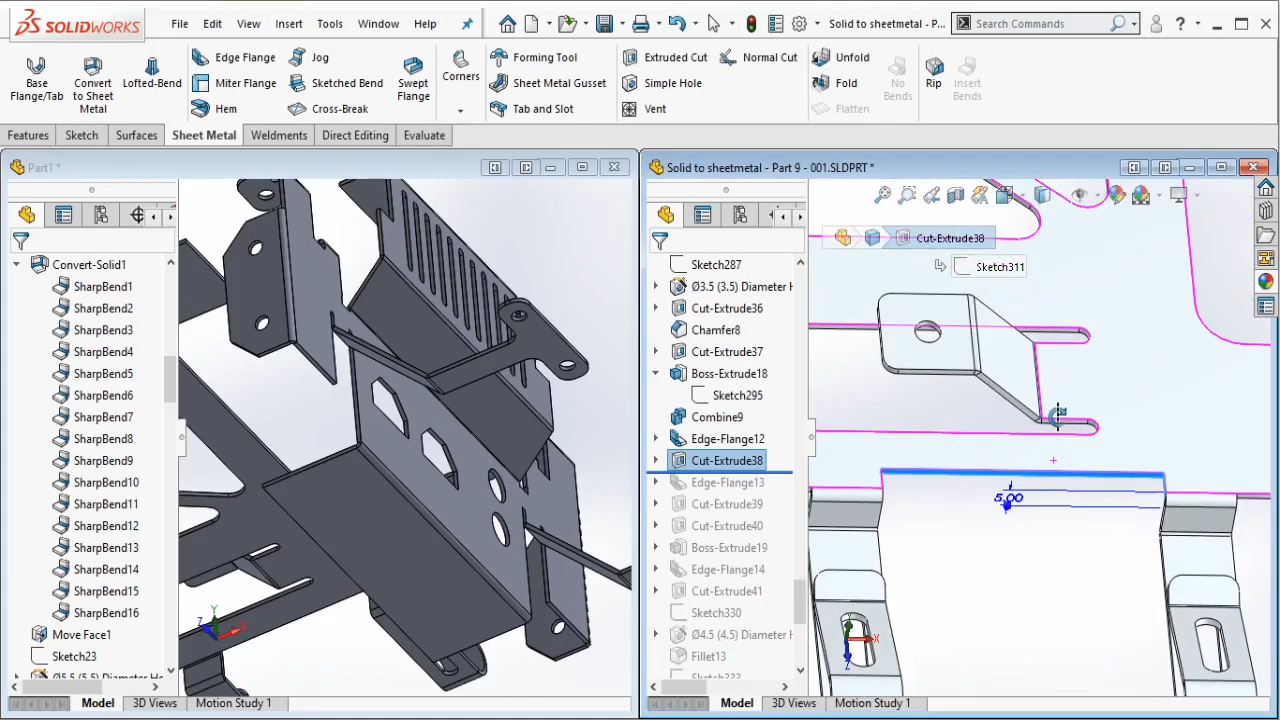 SOLIDWORKS
File Edit View Insert Tools Window Help
Solid to sheetmetal - P...
Search Commands
Base Flange/Tab
Convert to Sheet Metal
Lofted-Bend
Edge Flange
Miter Flange
Hem
Jog
Sketched Bend
Cross-Break
Swept Flange
Corners
Forming Tool
Sheet Metal Gusset
Tab and Slot
Extruded Cut
Simple Hole
Vent
Normal Cut
Unfold
Fold
Flatten
No Bends
Rip
Insert Bends
Features Sketch Surfaces Sheet Metal Weldments Direct Editing Evaluate
Part1 *
Convert-Solid1
SharpBend1
SharpBend2
SharpBend3
SharpBend4
SharpBend5
SharpBend6
SharpBend7
SharpBend8
SharpBend9
SharpBend10
SharpBend11
SharpBend12
SharpBend13
SharpBend14
SharpBend15
SharpBend16
Move Face1
Sketch23
Y
Z
X
Model 3D Views Motion Study 1
Solid to sheetmetal - Part 9 - 001.SLDPRT *
Sketch287
Ø3.5 (3.5) Diameter H
Cut-Extrude36
Chamfer8
Cut-Extrude37
Boss-Extrude18
Sketch295
Combine9
Edge-Flange12
Cut-Extrude38
Edge-Flange13
Cut-Extrude39
Cut-Extrude40
Boss-Extrude19
Edge-Flange14
Cut-Extrude41
Sketch330
Ø4.5 (4.5) Diameter H
Fillet13
Cut-Extrude38
Sketch311
5.00
X
Z
Model 3D Views Motion Study 1